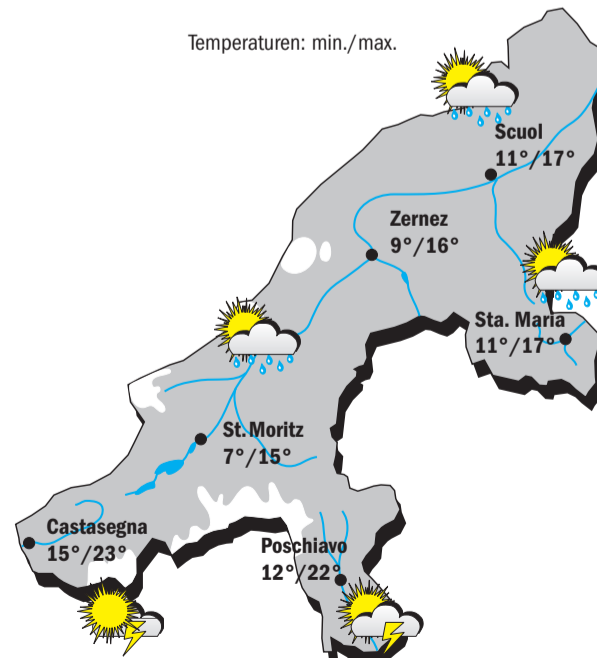 Temperaturen: min./max.
Scuol
11°/17°
Zernez
9°/16°
Sta. Maria
11°/17°
St. Moritz
7°/15°
Castasegna
15°/23°
Poschiavo
12°/22°